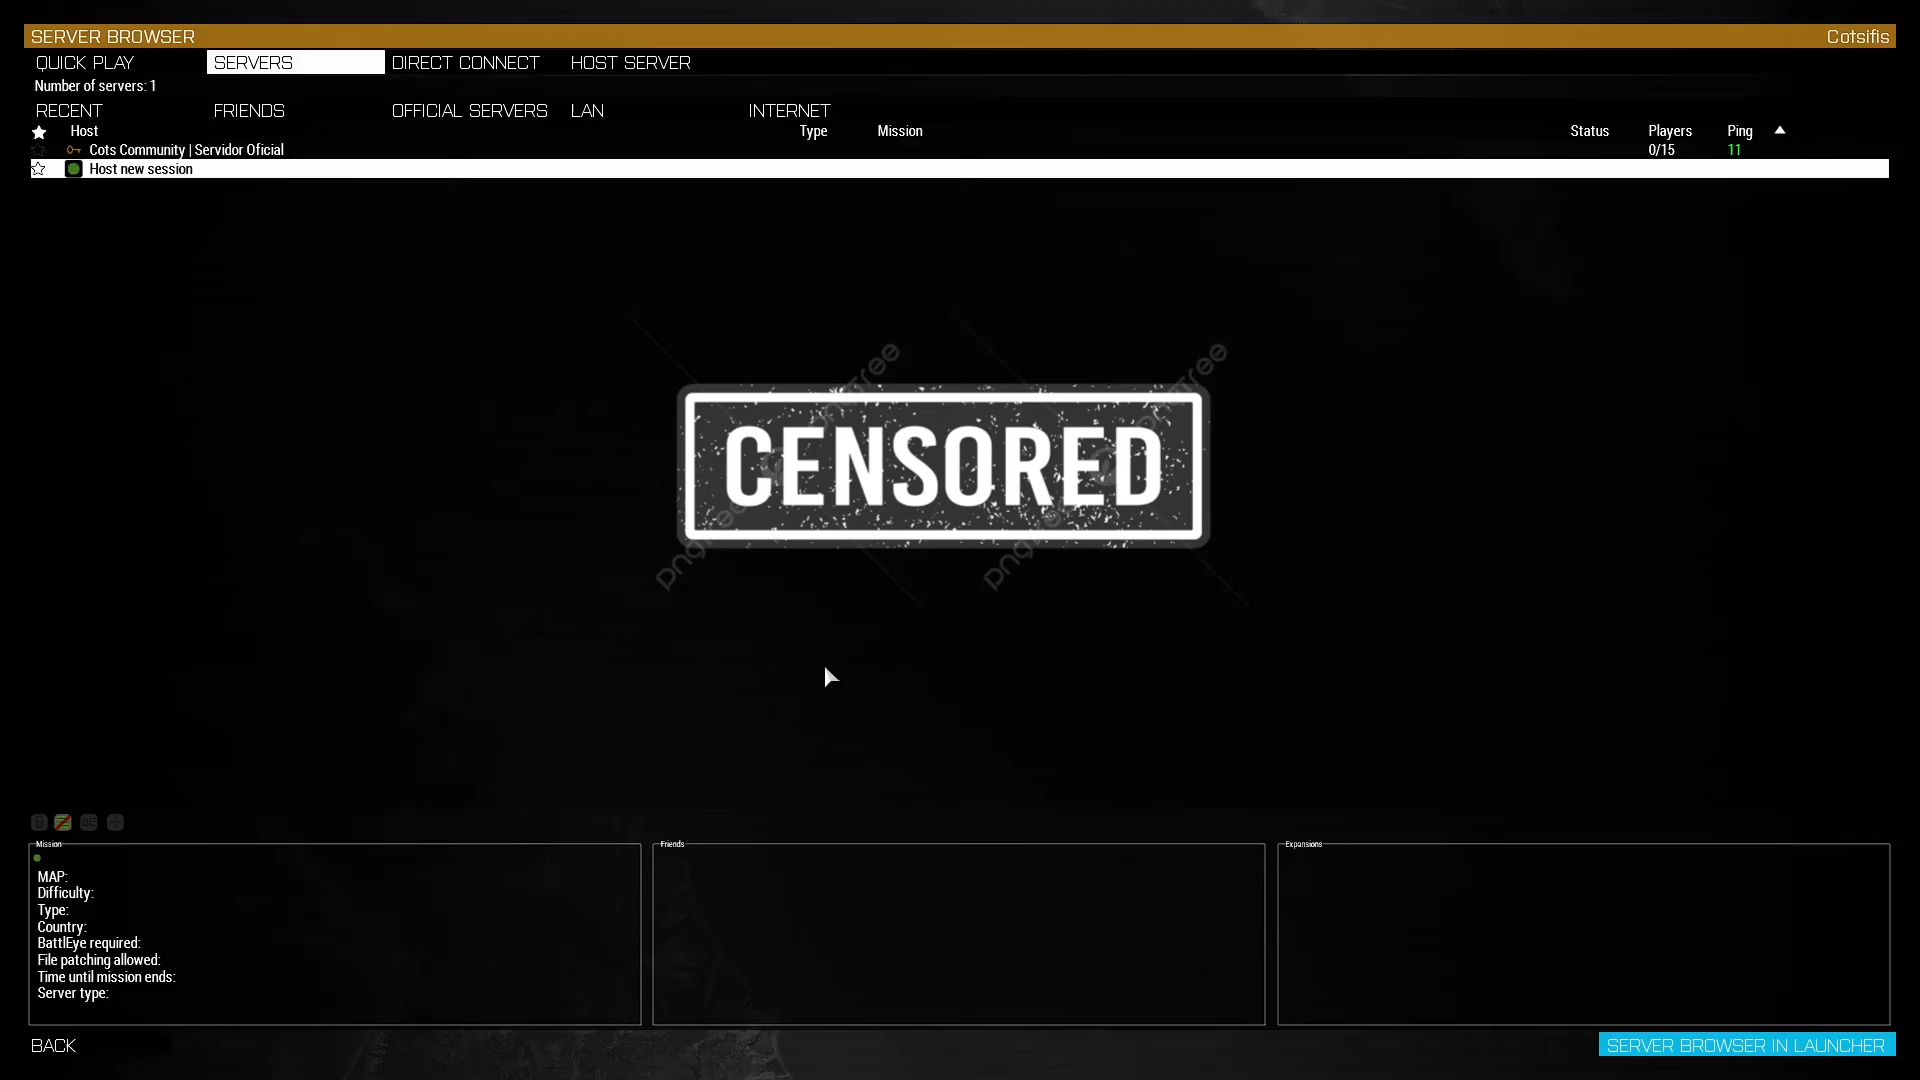 SERVER BROWSER Cotsifis
QUICK PLAY SERVERS DIRECT CONNECT HOST SERVER
Number of servers: 1
RECENT FRIENDS OFFICIAL SERVERS LAN INTERNET
Host Type Mission Status Players Ping
Cots Community | Servidor Oficial 0/15 11
Host new session
CENSORED
pngtree
pngtree
Mission
MAP:
Difficulty:
Type:
Country:
BattlEye required:
File patching allowed:
Time until mission ends:
Server type:
Friends
Expansions
BACK SERVER BROWSER IN LAUNCHER